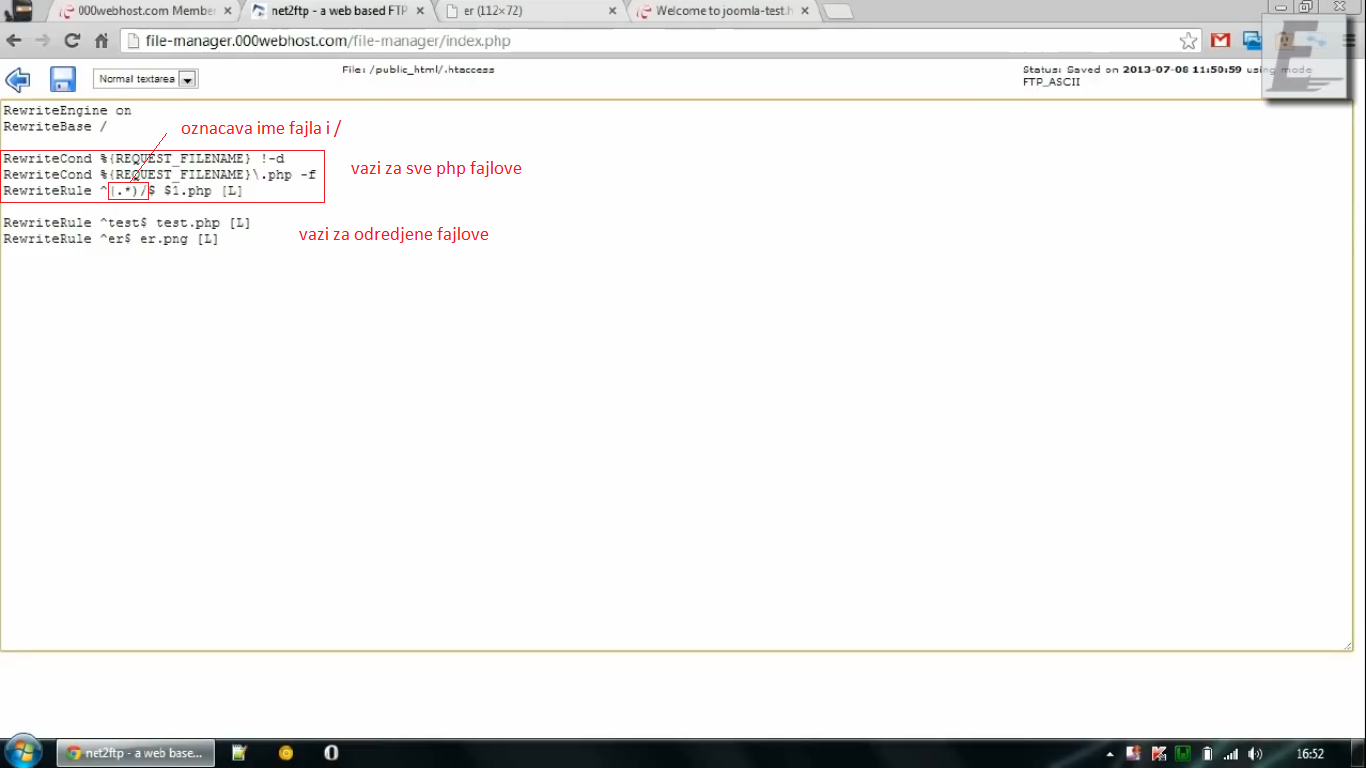 000webhost.com Member
net2ftp - a web based FTP
er (112×72)
Welcome to joomla-test.h
file-manager.000webhost.com/file-manager/index.php
Normal textarea
File: /public_html/.htaccess
Status: Saved on 2013-07-08 11:50:59 using mode
FTP_ASCII
RewriteEngine on
RewriteBase /
oznacava ime fajla i /
RewriteCond %{REQUEST_FILENAME} !-d
RewriteCond %{REQUEST_FILENAME}\.php -f
vazi za sve php fajlove
RewriteRule ^(.*)/$ $1.php [L]
RewriteRule ^test$ test.php [L]
RewriteRule ^er$ er.png [L]
vazi za odredjene fajlove
net2ftp - a web base...
16:52